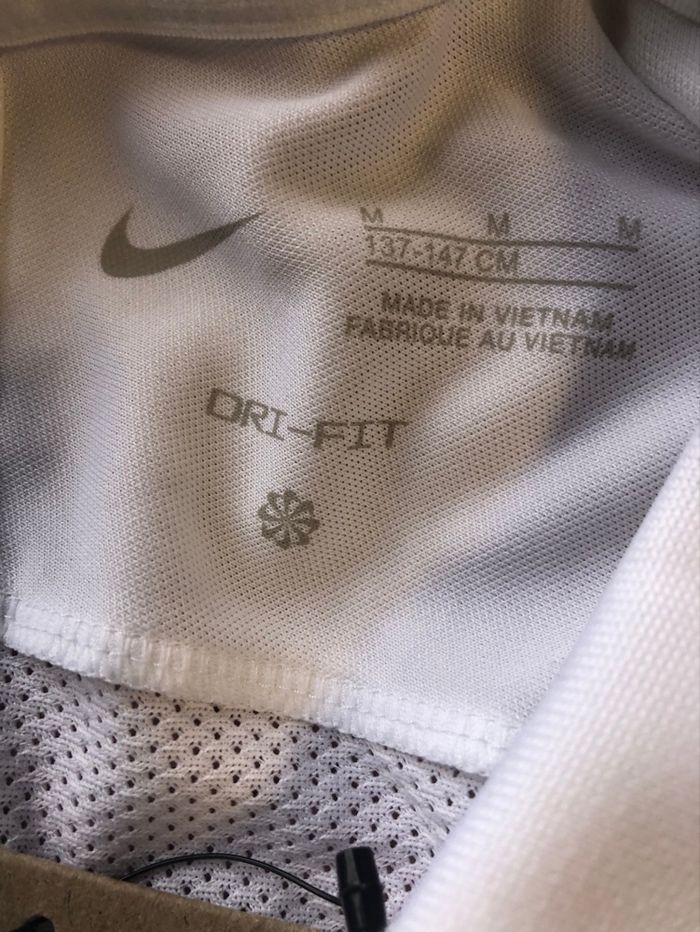 M M M
137-147 CM
MADE IN VIETNAM
FABRIQUE AU VIETNAM
DRI-FIT